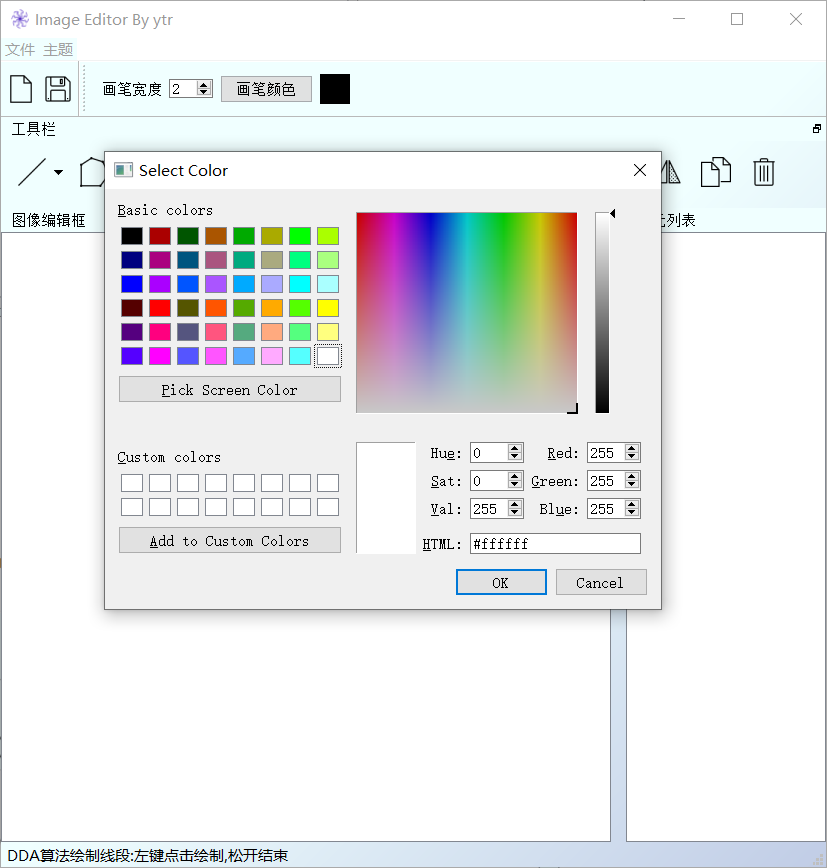 Image Editor By ytr
文件 主题
画笔宽度 2 画笔颜色
工具栏
Select Color
图像编辑框
元列表
Basic colors
Pick Screen Color
Custom colors
Add to Custom Colors
Hue: 0 Red: 255
Sat: 0 Green: 255
Val: 255 Blue: 255
HTML: #ffffff
OK Cancel
DDA算法绘制线段:左键点击绘制,松开结束